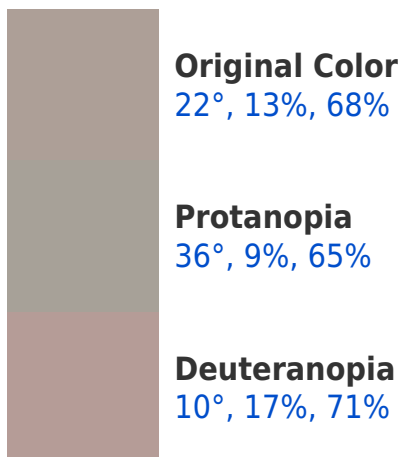 Original Color
22°, 13%, 68%
Protanopia
36°, 9%, 65%
Deuteranopia
10°, 17%, 71%